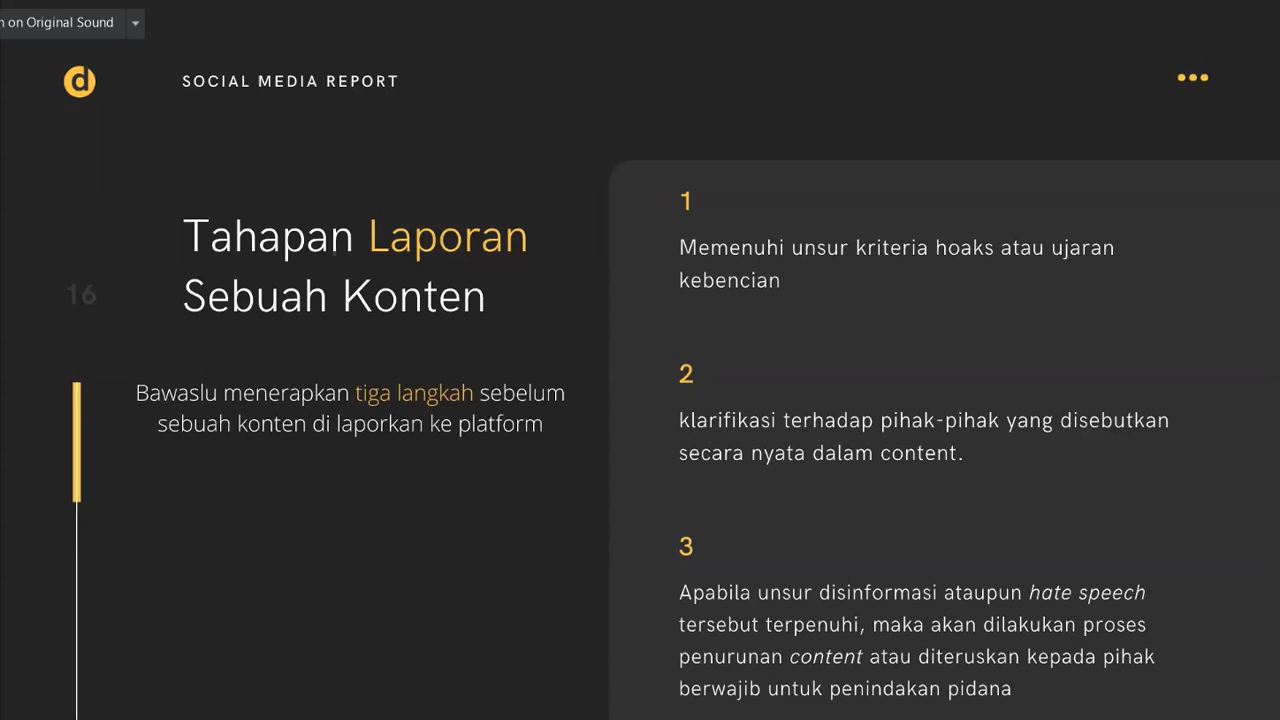 on Original Sound
d
SOCIAL MEDIA REPORT
Tahapan Laporan
Sebuah Konten
16
Bawaslu menerapkan tiga langkah sebelum
sebuah konten di laporkan ke platform
1
Memenuhi unsur kriteria hoaks atau ujaran
kebencian
2
klarifikasi terhadap pihak-pihak yang disebutkan
secara nyata dalam content.
3
Apabila unsur disinformasi ataupun hate speech
tersebut terpenuhi, maka akan dilakukan proses
penurunan content atau diteruskan kepada pihak
berwajib untuk penindakan pidana